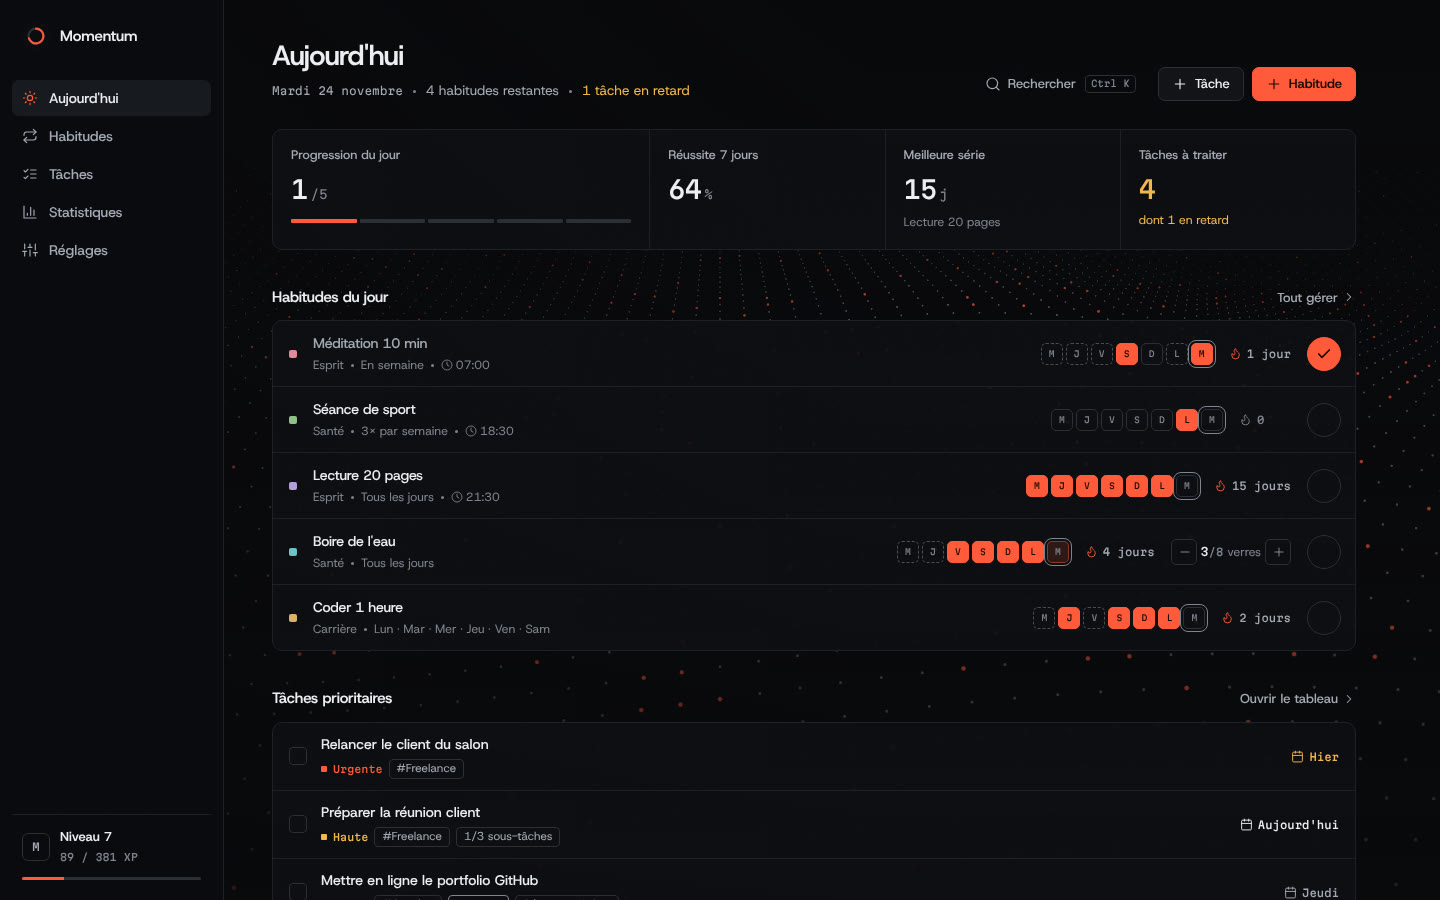 Momentum
Aujourd'hui
Habitudes
Tâches
Statistiques
Réglages
M
Niveau 7
89 / 381 XP
Aujourd'hui
Mardi 24 novembre • 4 habitudes restantes • 1 tâche en retard
Rechercher Ctrl K
+ Tâche
+ Habitude
Progression du jour
1/5
Réussite 7 jours
64%
Meilleure série
15j
Lecture 20 pages
Tâches à traiter
4
dont 1 en retard
Habitudes du jour
Tout gérer
Méditation 10 min
Esprit • En semaine • 07:00
M J V S D L M 1 jour
Séance de sport
Santé • 3× par semaine • 18:30
M J V S D L M 0
Lecture 20 pages
Esprit • Tous les jours • 21:30
M J V S D L M 15 jours
Boire de l'eau
Santé • Tous les jours
M J V S D L M 4 jours − 3/8 verres +
Coder 1 heure
Carrière • Lun · Mar · Mer · Jeu · Ven · Sam
M J V S D L M 2 jours
Tâches prioritaires
Ouvrir le tableau
Relancer le client du salon
Urgente #Freelance
Hier
Préparer la réunion client
Haute #Freelance 1/3 sous-tâches
Aujourd'hui
Mettre en ligne le portfolio GitHub
Jeudi